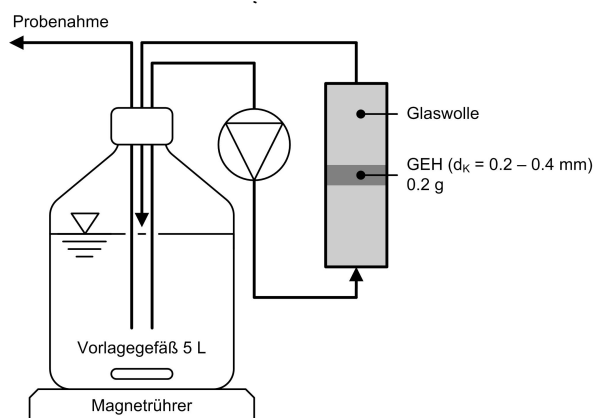 Probenahme
Glaswolle
GEH (dK = 0.2 – 0.4 mm)
0.2 g
Vorlagegefäß 5 L
Magnetrührer